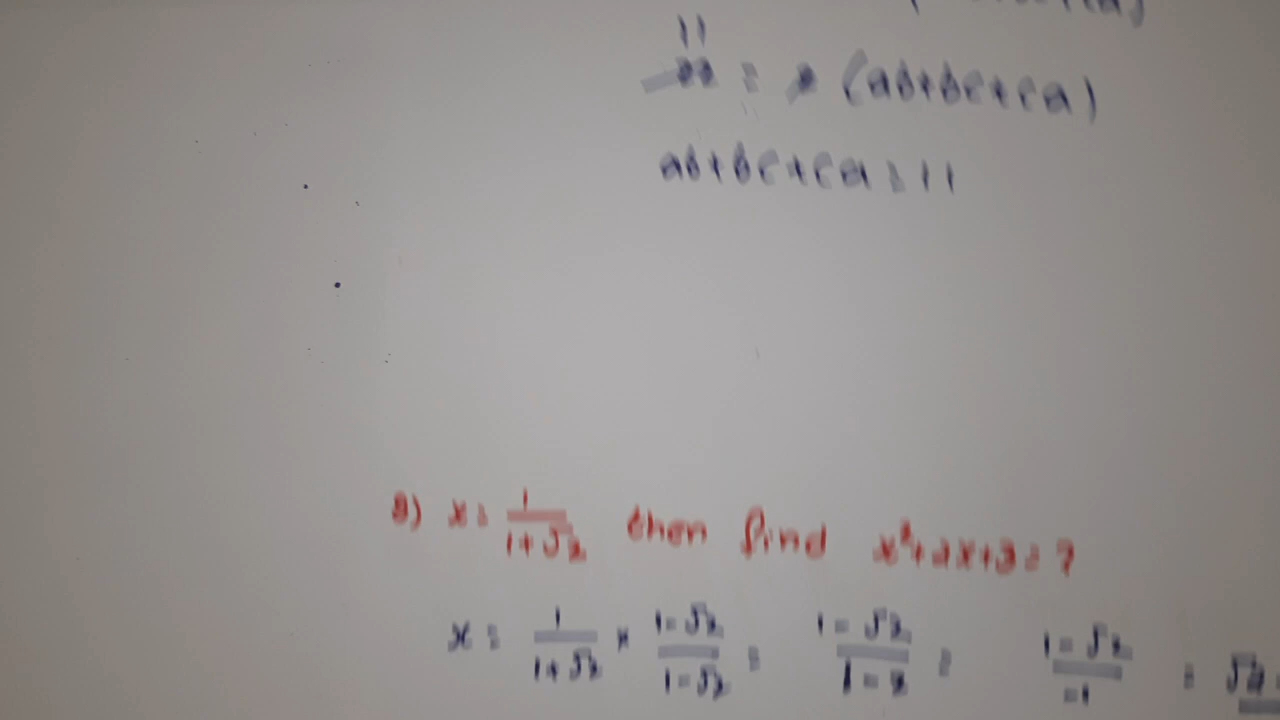 11
22 = 2 (ab+bc+ca)
ab+bc+ca = 11
8) x = 1/(1+√2) then find x²+2x+3 = ?
x = 1/(1+√2) × (1-√2)/(1-√2) = (1-√2)/(1-2) = (1-√2)/-1 = √2